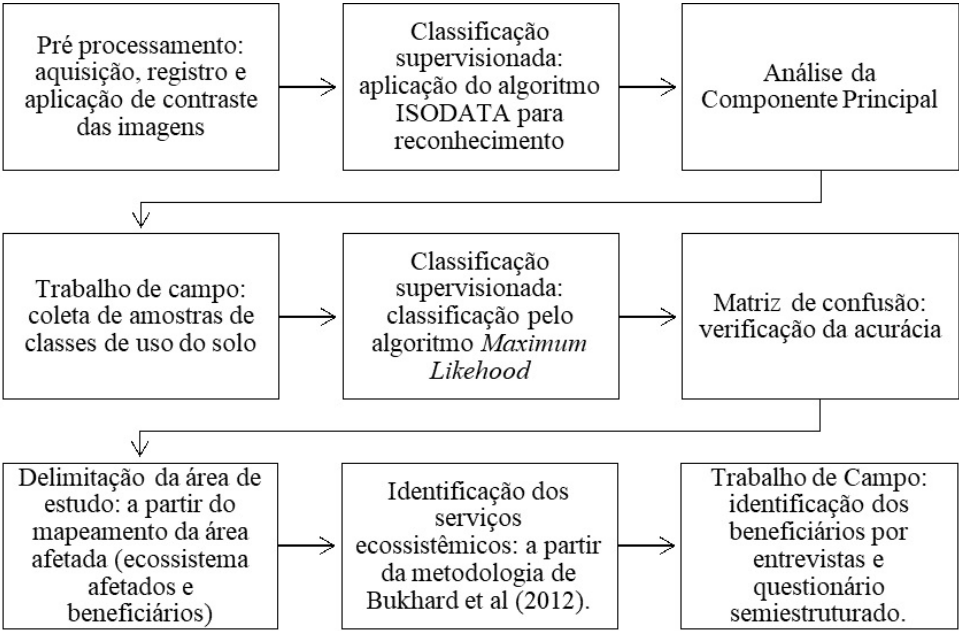 Pré processamento:
aquisição, registro e
aplicação de contraste
das imagens
Classificação
supervisionada:
aplicação do algoritmo
ISODATA para
reconhecimento
Análise da
Componente Principal
Trabalho de campo:
coleta de amostras de
classes de uso do solo
Classificação
supervisionada:
classificação pelo
algoritmo Maximum
Likehood
Matriz de confusão:
verificação da acurácia
Delimitação da área de
estudo: a partir do
mapeamento da área
afetada (ecossistema
afetados e
beneficiários)
Identificação dos
serviços
ecossistêmicos: a partir
da metodologia de
Bukhard et al (2012).
Trabalho de Campo:
identificação dos
beneficiários por
entrevistas e
questionário
semiestruturado.